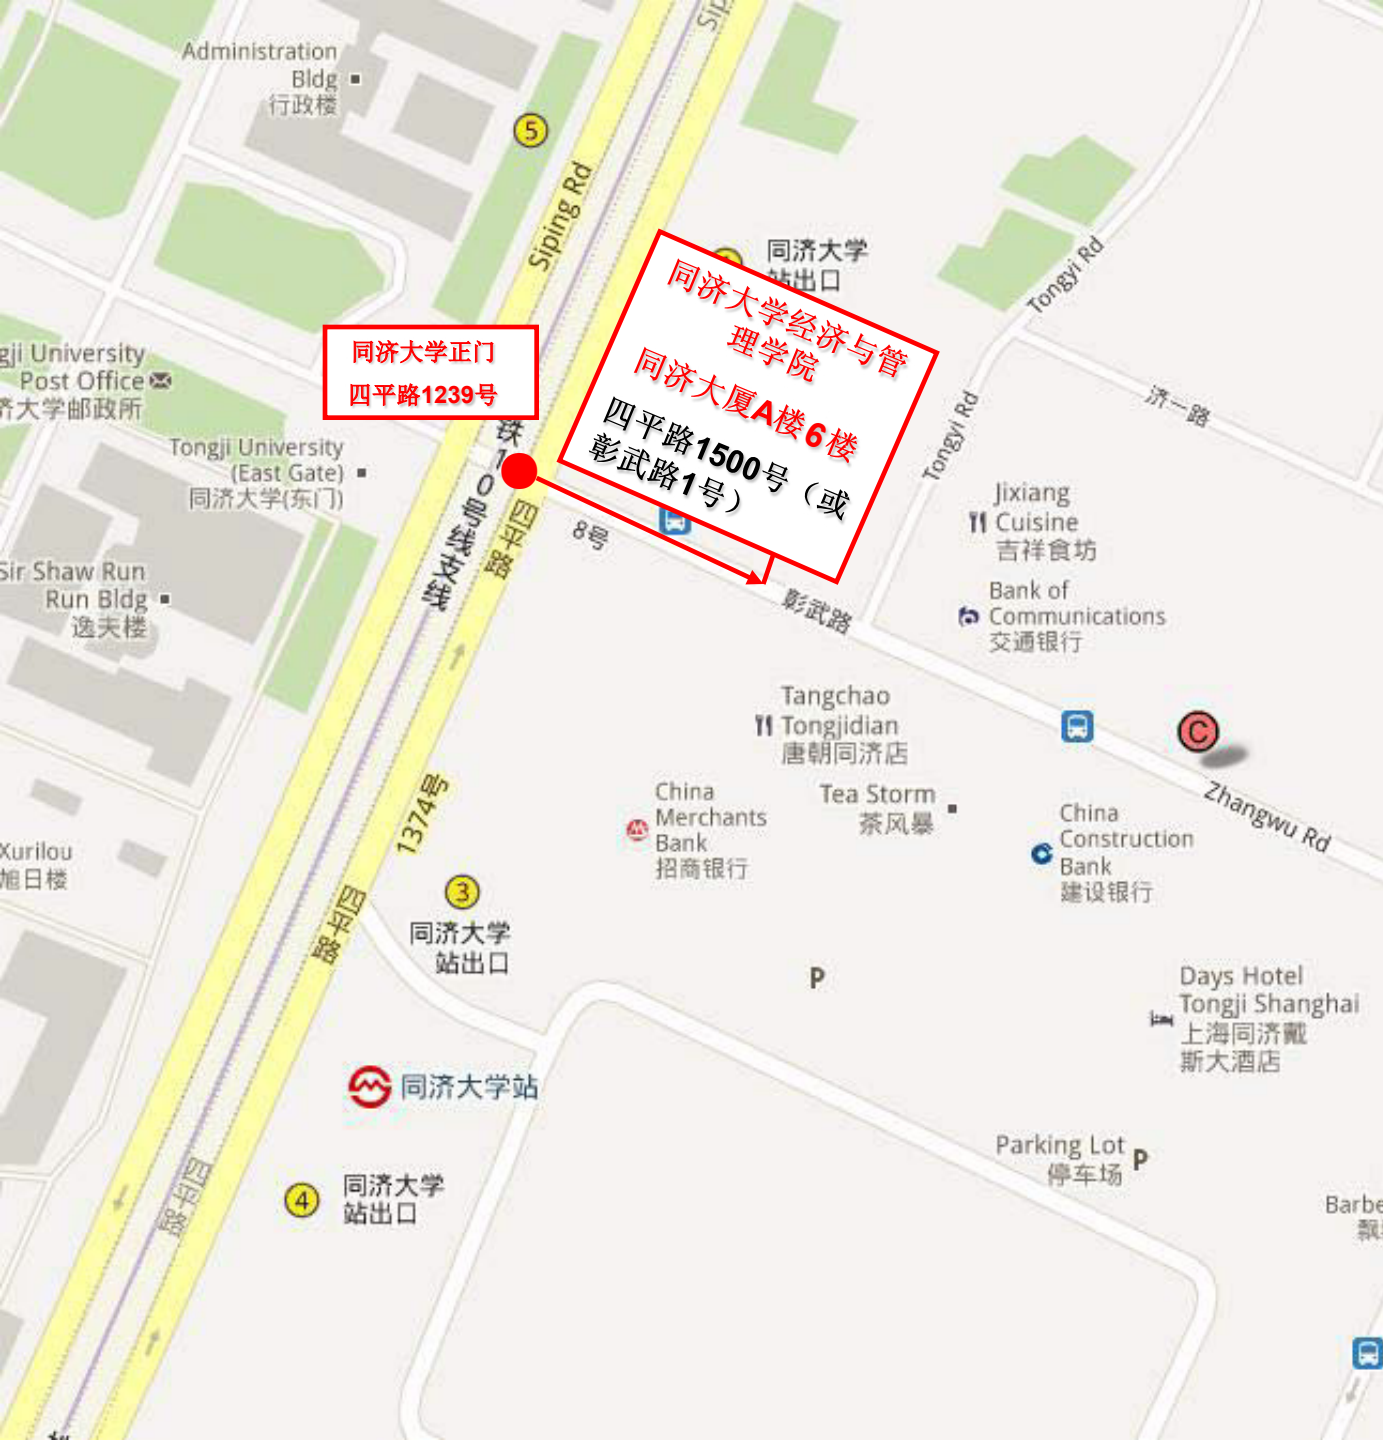 Administration
Bldg
行政楼
5
Siping Rd
Sip
同济大学
站出口
Tongyi Rd
同济大学经济与管
理学院
同济大厦A楼6楼
四平路1500号（或
彰武路1号）
同济大学正门
四平路1239号
gji University
Post Office
济大学邮政所
Tongji University
(East Gate)
同济大学(东门)
铁10号线支线
四平路
8号
Tongyi Rd
济一路
Jixiang
Cuisine
吉祥食坊
Sir Shaw Run
Run Bldg
逸夫楼
彰武路
Bank of
Communications
交通银行
Tangchao
Tongjidian
唐朝同济店
C
Zhangwu Rd
1374号
China
Merchants
Bank
招商银行
Tea Storm
茶风暴
China
Construction
Bank
建设银行
Xurilou
旭日楼
3
同济大学
站出口
四平路
P
Days Hotel
Tongji Shanghai
上海同济戴
斯大酒店
同济大学站
Parking Lot
停车场
P
4
同济大学
站出口
四平路
Barbe
飘